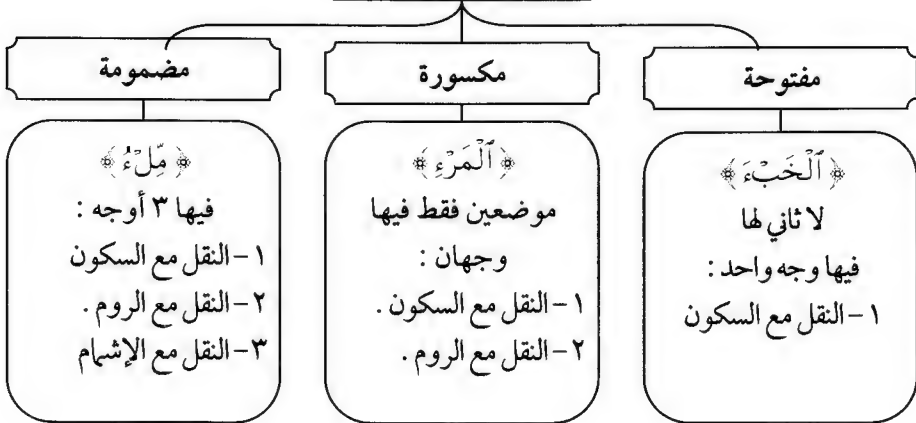 مفتوحة
﴿ ٱلْخَبْءَ ﴾
لا ثاني لها
فيها وجه واحد :
١- النقل مع السكون
مكسورة
﴿ ٱلْمَرْءِ ﴾
موضعين فقط فيها
وجهان :
١- النقل مع السكون .
٢- النقل مع الروم .
مضمومة
﴿ مِّلْءُ ﴾
فيها ٣ أوجه :
١- النقل مع السكون
٢- النقل مع الروم .
٣- النقل مع الإشمام